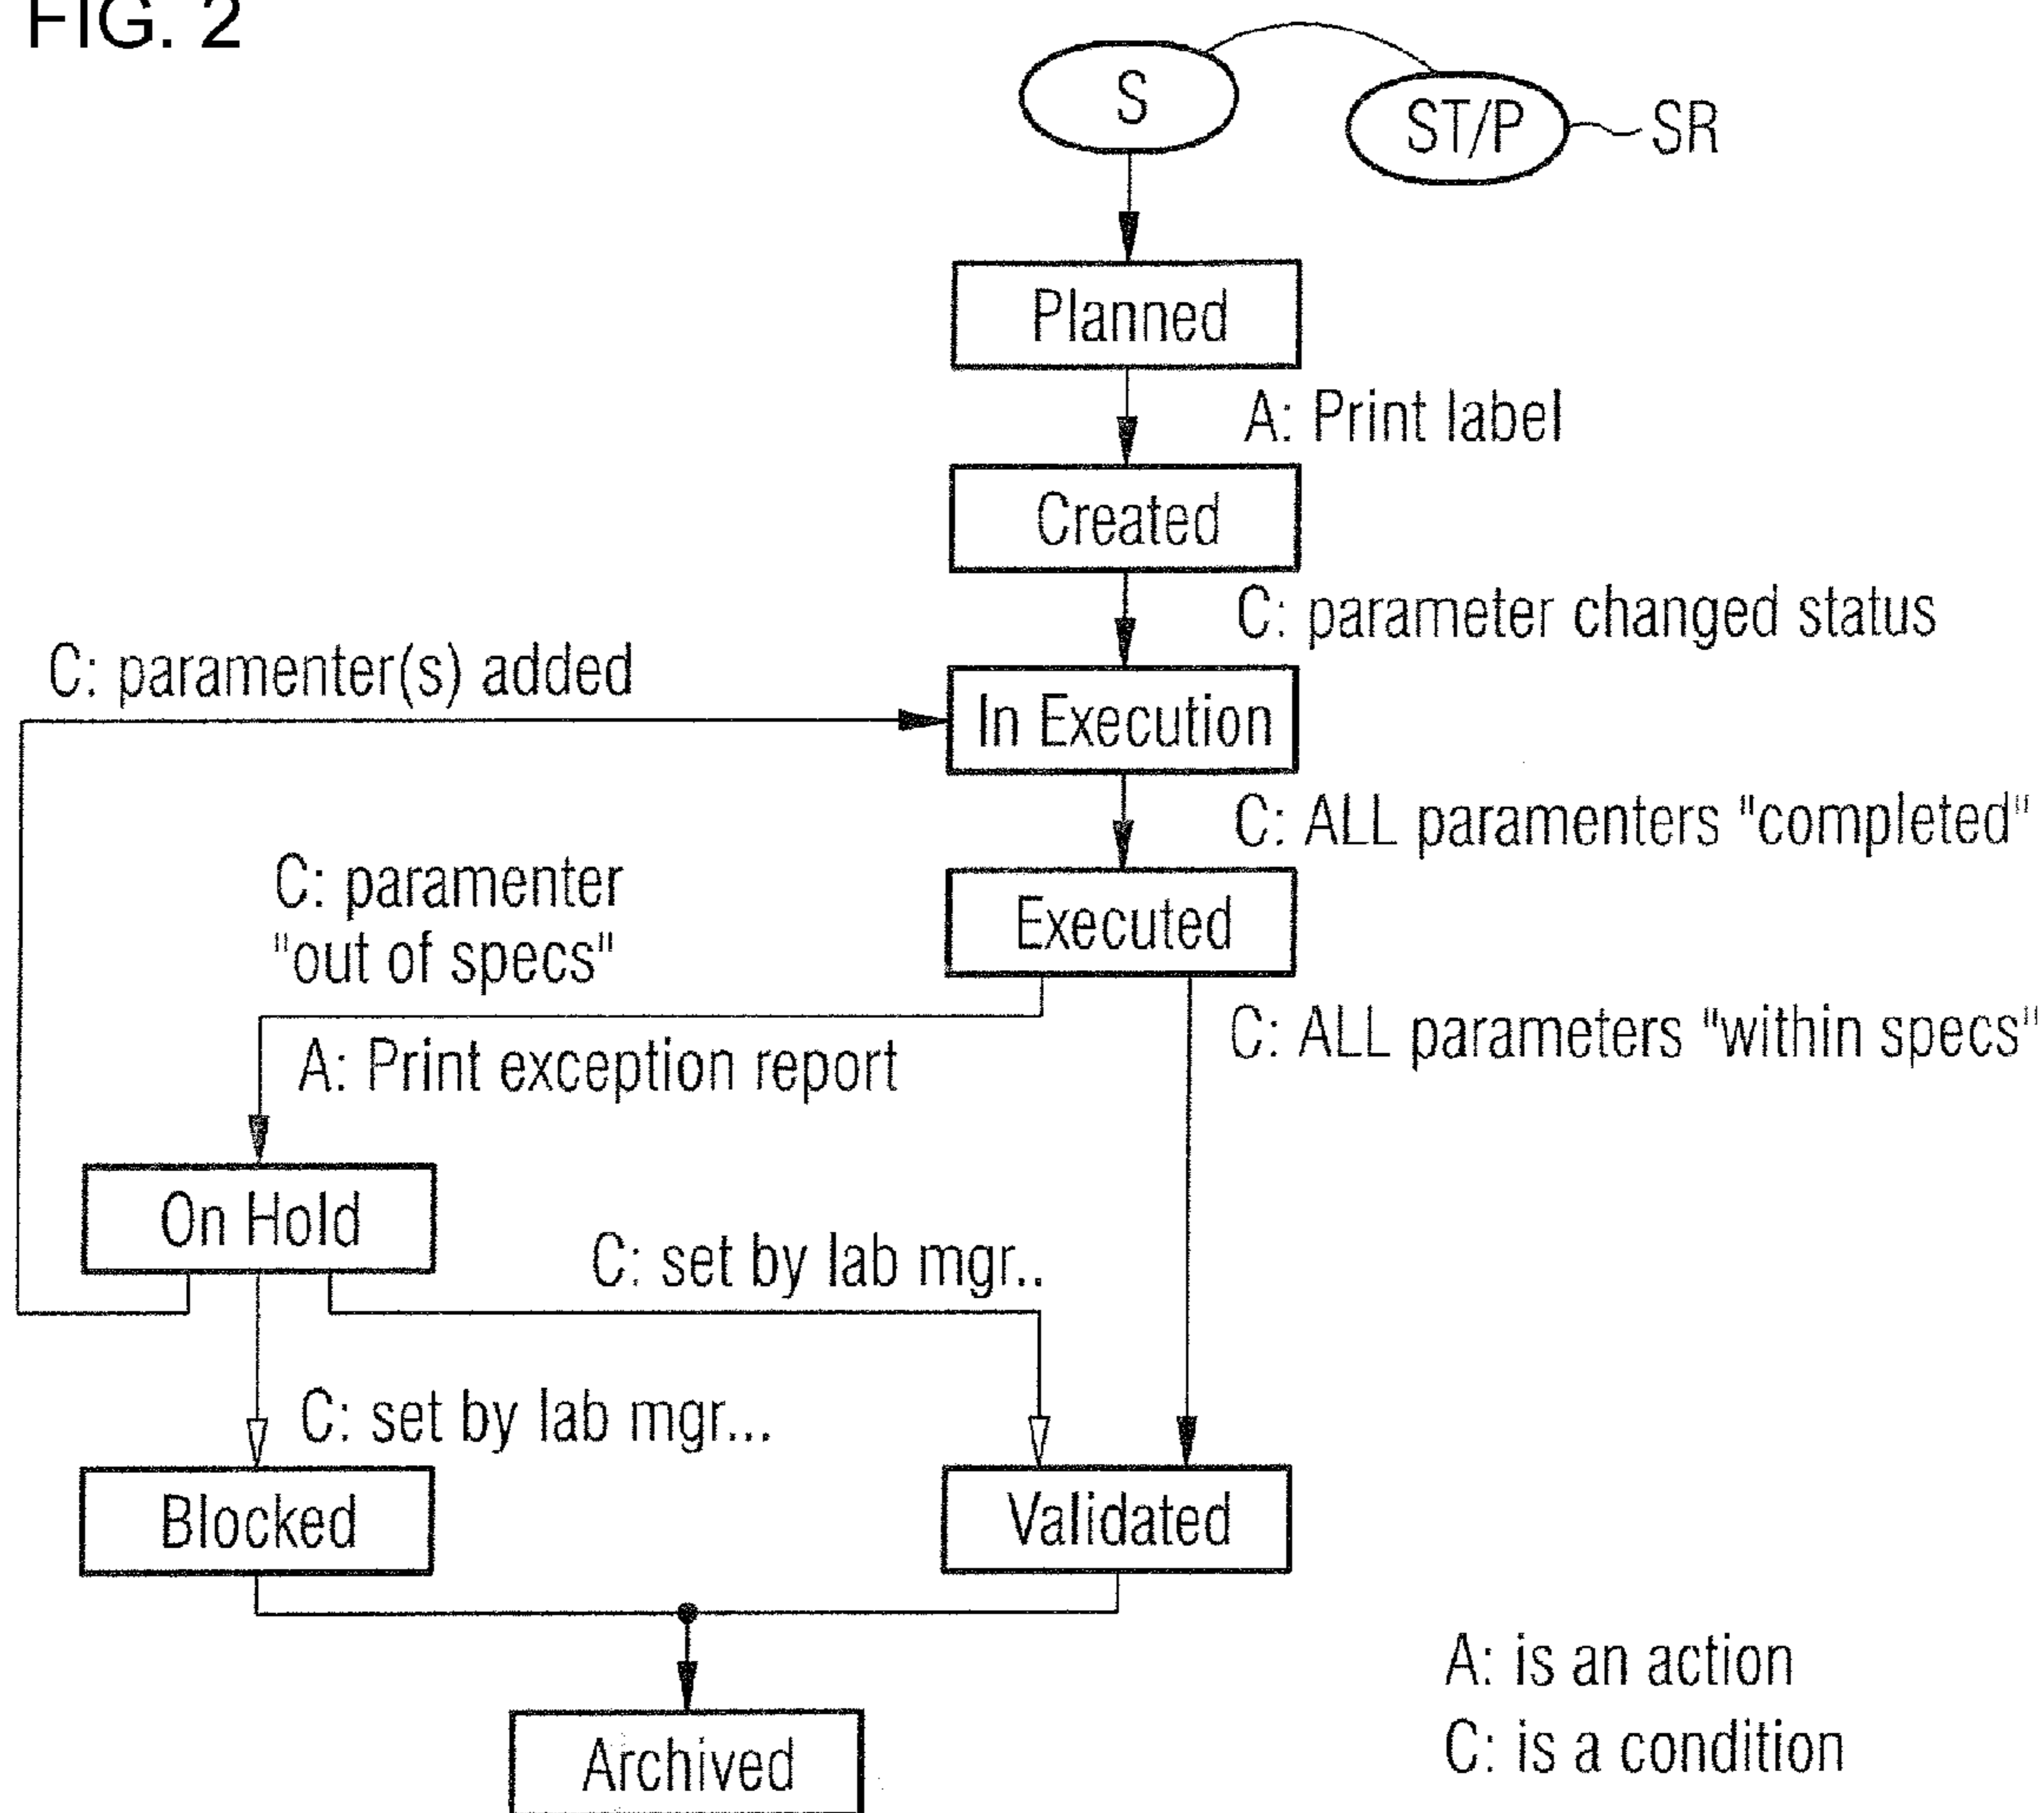 FIG. 2
S
ST/P
SR
Planned
A: Print label
Created
C: parameter changed status
C: paramenter(s) added
In Execution
C: ALL paramenters "completed"
C: paramenter
"out of specs"
Executed
C: ALL parameters "within specs"
A: Print exception report
On Hold
C: set by lab mgr..
C: set by lab mgr...
Blocked
Validated
A: is an action
C: is a condition
Archived